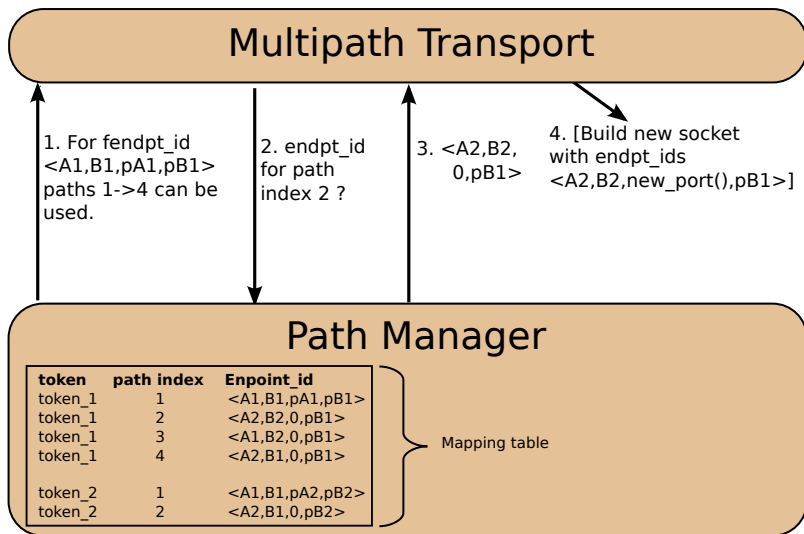 Multipath Transport
1. For fendpt_id
<A1,B1,pA1,pB1>
paths 1->4 can be
used.
2. endpt_id
for path
index 2 ?
3. <A2,B2,
0,pB1>
4. [Build new socket
with endpt_ids
<A2,B2,new_port(),pB1>]
Path Manager
token path index Enpoint_id
token_1 1 <A1,B1,pA1,pB1>
token_1 2 <A2,B2,0,pB1>
token_1 3 <A1,B2,0,pB1>
token_1 4 <A2,B1,0,pB1>
token_2 1 <A1,B1,pA2,pB2>
token_2 2 <A2,B1,0,pB2>
Mapping table